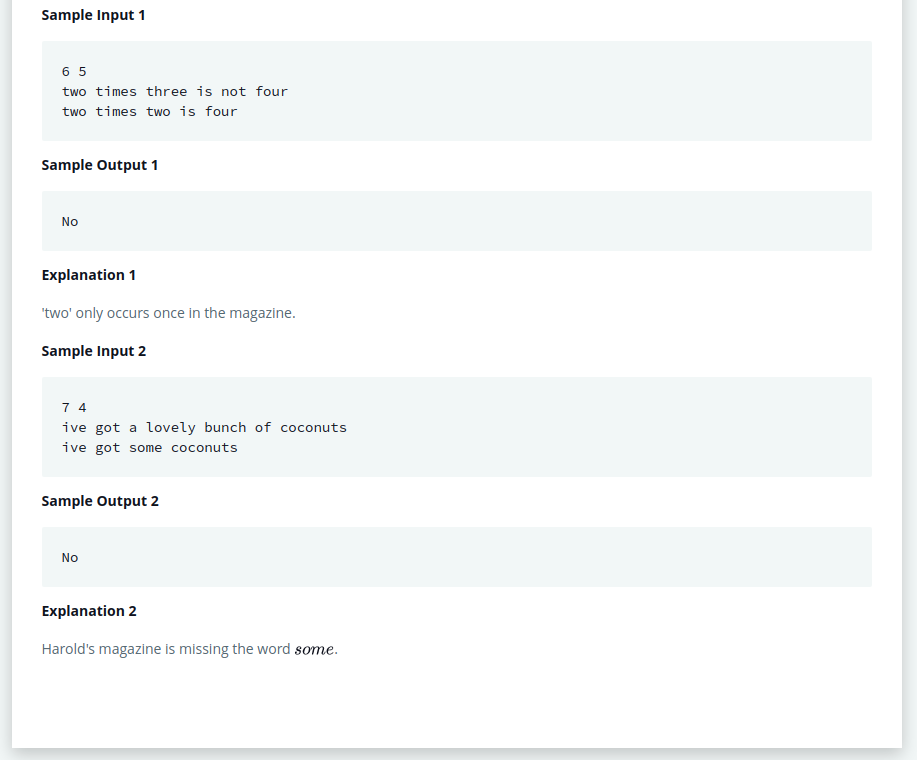 Sample Input 1
6 5
two times three is not four
two times two is four
Sample Output 1
No
Explanation 1
'two' only occurs once in the magazine.
Sample Input 2
7 4
ive got a lovely bunch of coconuts
ive got some coconuts
Sample Output 2
No
Explanation 2
Harold's magazine is missing the word some.